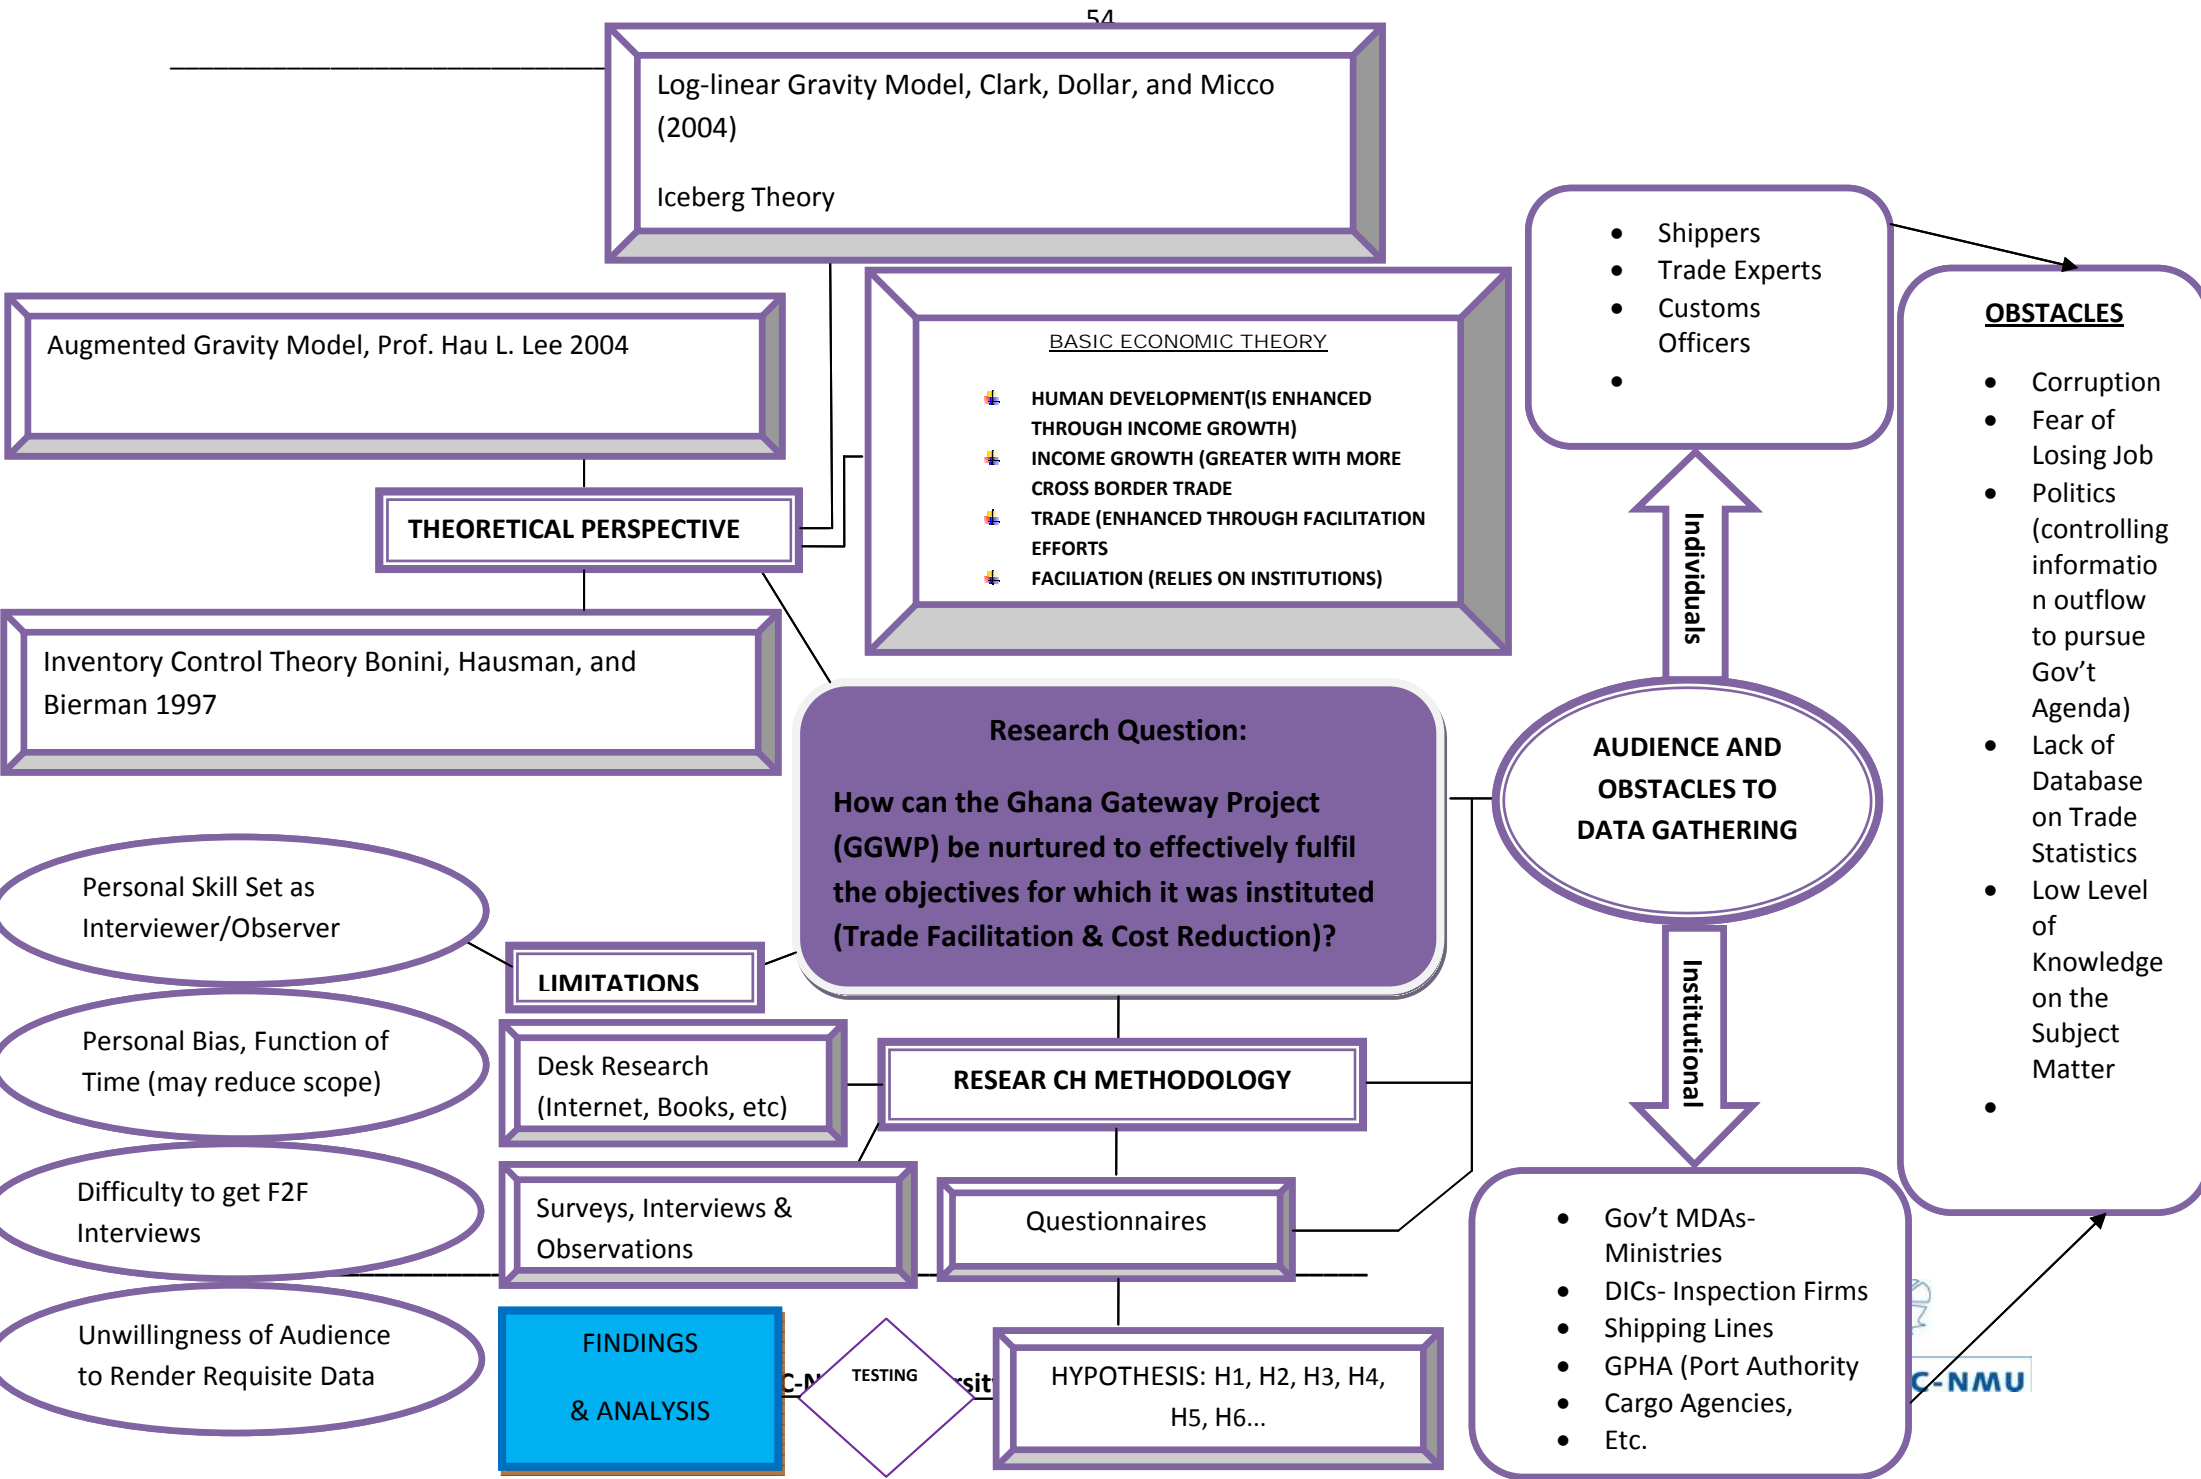 54
Log-linear Gravity Model, Clark, Dollar, and Micco
(2004)
Iceberg Theory
Augmented Gravity Model, Prof. Hau L. Lee 2004
THEORETICAL PERSPECTIVE
Inventory Control Theory Bonini, Hausman, and
Bierman 1997
BASIC ECONOMIC THEORY
HUMAN DEVELOPMENT(IS ENHANCED
THROUGH INCOME GROWTH)
INCOME GROWTH (GREATER WITH MORE
CROSS BORDER TRADE
TRADE (ENHANCED THROUGH FACILITATION
EFFORTS
FACILIATION (RELIES ON INSTITUTIONS)
Research Question:
How can the Ghana Gateway Project
(GGWP) be nurtured to effectively fulfil
the objectives for which it was instituted
(Trade Facilitation & Cost Reduction)?
• Shippers
• Trade Experts
• Customs
Officers
•
Individuals
AUDIENCE AND
OBSTACLES TO
DATA GATHERING
Institutional
• Gov't MDAs-
Ministries
• DICs- Inspection Firms
• Shipping Lines
• GPHA (Port Authority
• Cargo Agencies,
• Etc.
OBSTACLES
• Corruption
• Fear of
Losing Job
• Politics
(controlling
informatio
n outflow
to pursue
Gov't
Agenda)
• Lack of
Database
on Trade
Statistics
• Low Level
of
Knowledge
on the
Subject
Matter
•
LIMITATIONS
Personal Skill Set as
Interviewer/Observer
Personal Bias, Function of
Time (may reduce scope)
Difficulty to get F2F
Interviews
Unwillingness of Audience
to Render Requisite Data
RESEAR CH METHODOLOGY
Desk Research
(Internet, Books, etc)
Surveys, Interviews &
Observations
Questionnaires
HYPOTHESIS: H1, H2, H3, H4,
H5, H6...
TESTING
FINDINGS
& ANALYSIS
C-NMU